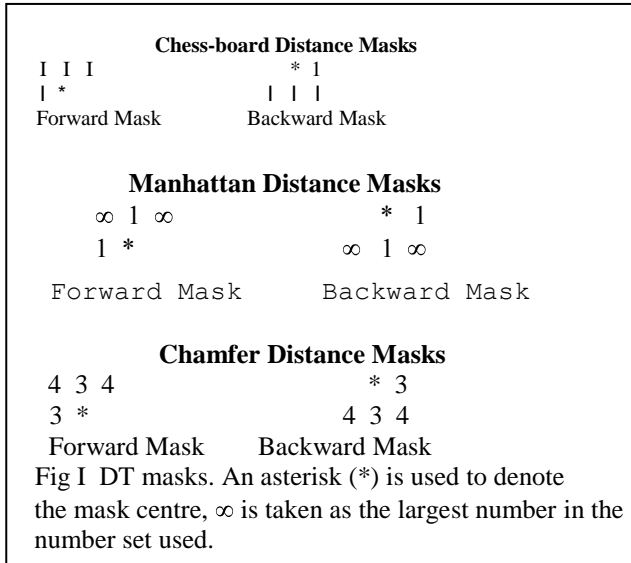 Chess-board Distance Masks
I I I * 1
| * | | |
Forward Mask Backward Mask
Manhattan Distance Masks
∞ 1 ∞ * 1
1 * ∞ 1 ∞
Forward Mask Backward Mask
Chamfer Distance Masks
4 3 4 * 3
3 * 4 3 4
Forward Mask Backward Mask
Fig I DT masks. An asterisk (*) is used to denote
the mask centre, ∞ is taken as the largest number in the
number set used.